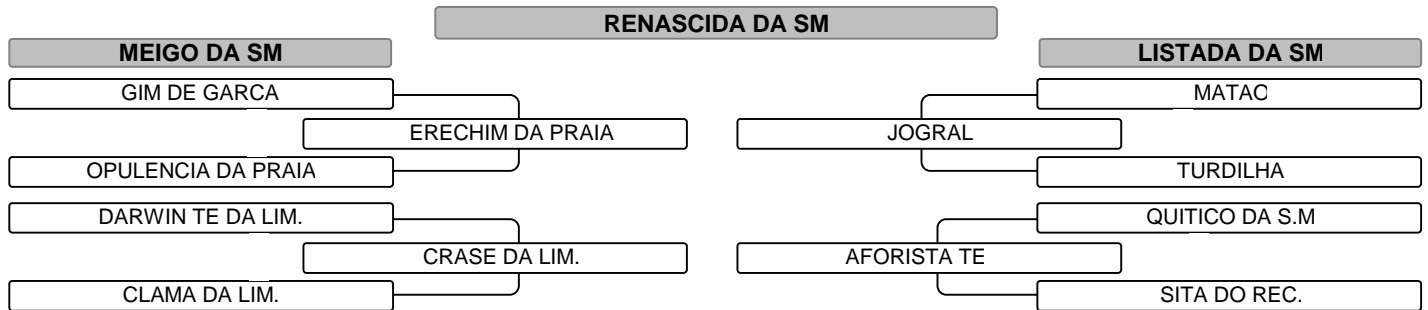 RENASCIDA DA SM
MEIGO DA SM
LISTADA DA SM
GIM DE GARCA
MATAO
ERECHIM DA PRAIA
JOGRAL
OPULENCIA DA PRAIA
TURDILHA
DARWIN TE DA LIM.
QUITICO DA S.M
CRASE DA LIM.
AFORISTA TE
CLAMA DA LIM.
SITA DO REC.